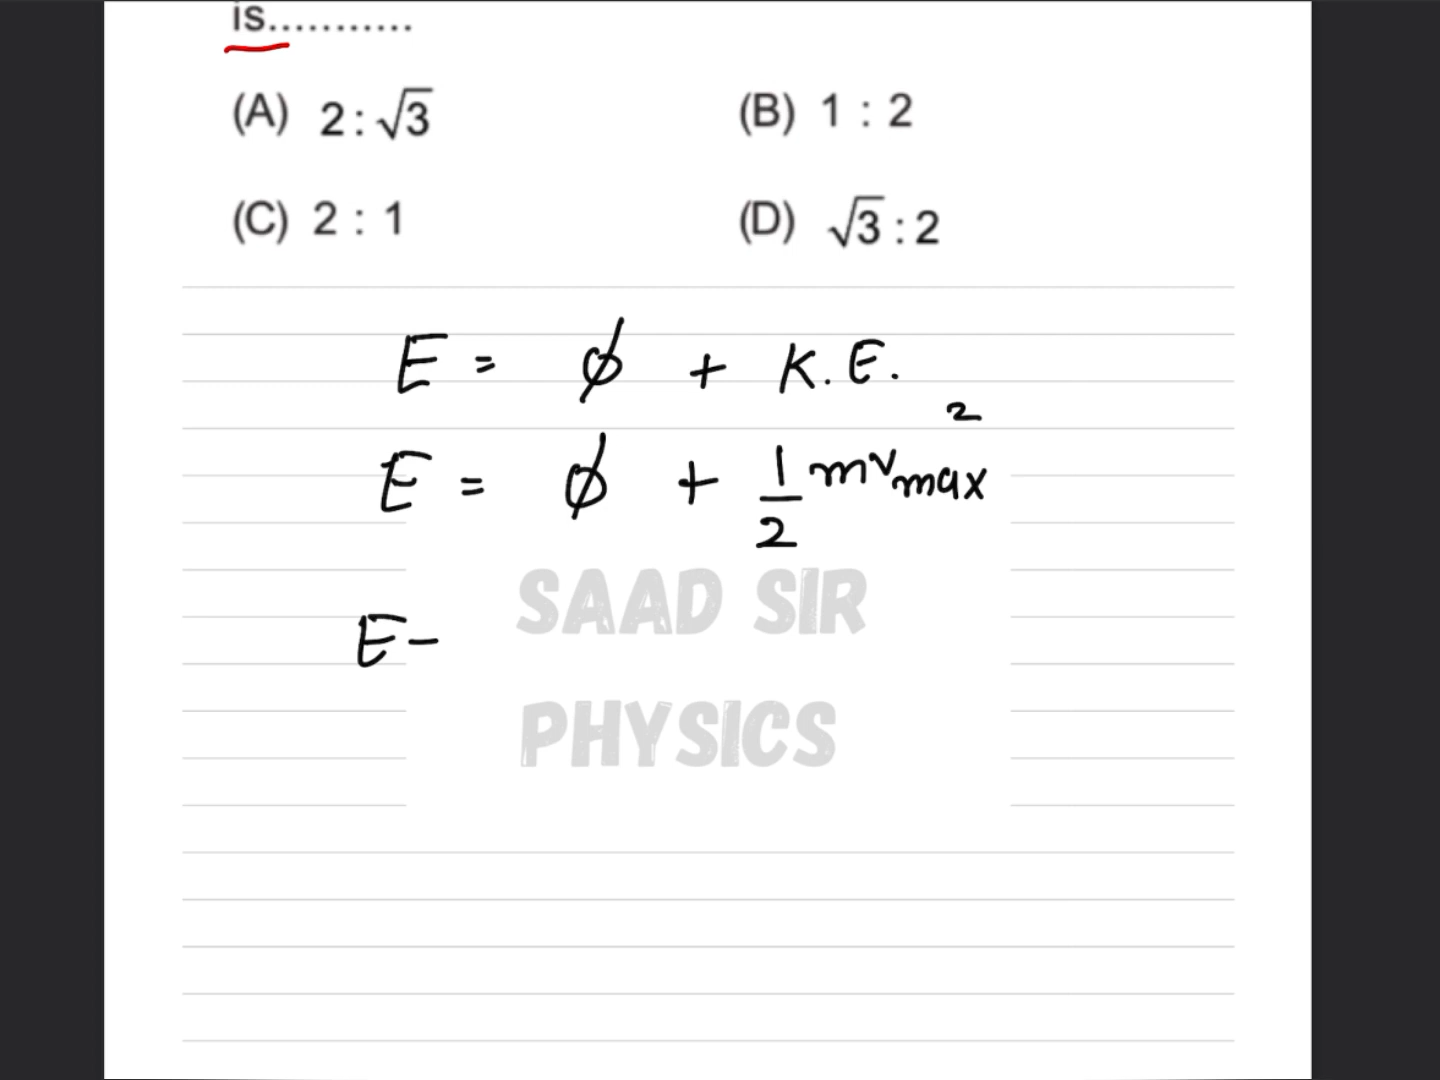 is...........
(A) 2 : √3
(B) 1 : 2
(C) 2 : 1
(D) √3 : 2
E = ϕ + K.E.
E = ϕ + 1/2 mv²max
E-
SAAD SIR
PHYSICS